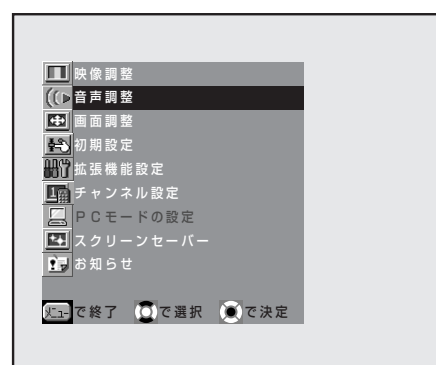 映像調整
音声調整
画面調整
初期設定
拡張機能設定
チャンネル設定
PCモードの設定
スクリーンセーバー
お知らせ
メニューで終了 で選択 で決定